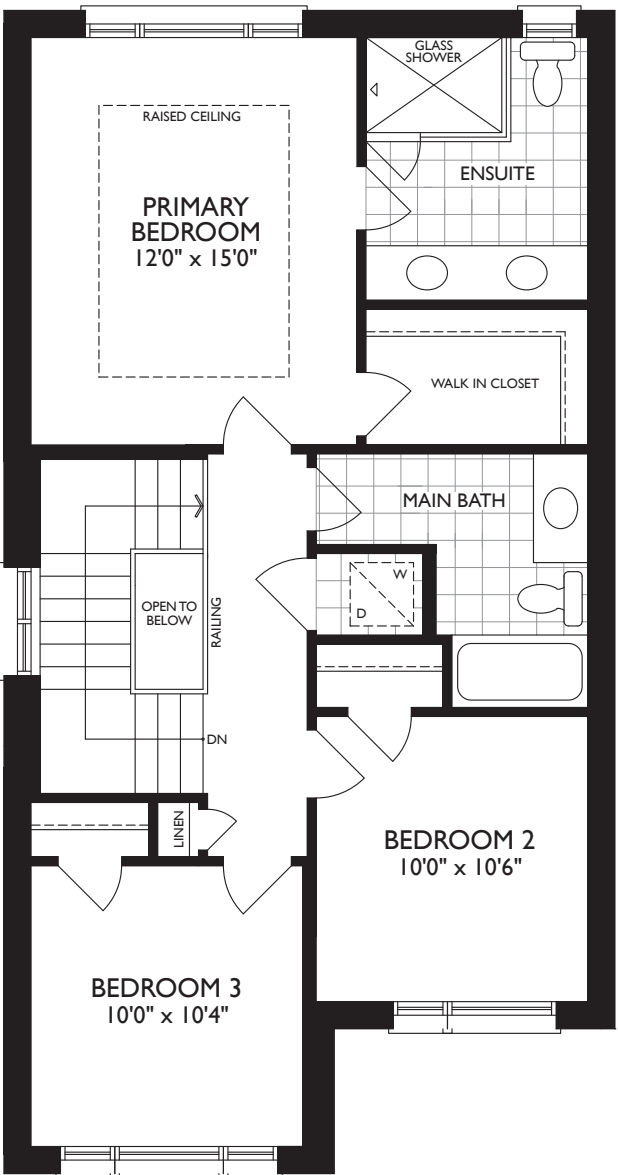 GLASS
SHOWER
RAISED CEILING
ENSUITE
PRIMARY
BEDROOM
12'0" x 15'0"
WALK IN CLOSET
MAIN BATH
W
D
OPEN TO
BELOW
RAILING
DN
LINEN
BEDROOM 2
10'0" x 10'6"
BEDROOM 3
10'0" x 10'4"